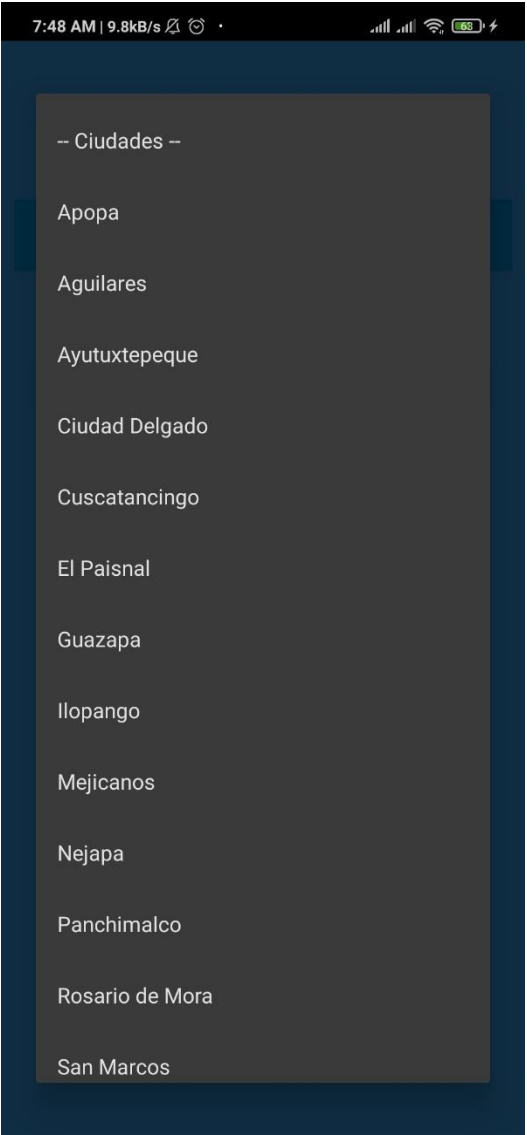 7:48 AM | 9.8kB/s
63
-- Ciudades --
Apopa
Aguilares
Ayutuxtepeque
Ciudad Delgado
Cuscatancingo
El Paisnal
Guazapa
Ilopango
Mejicanos
Nejapa
Panchimalco
Rosario de Mora
San Marcos